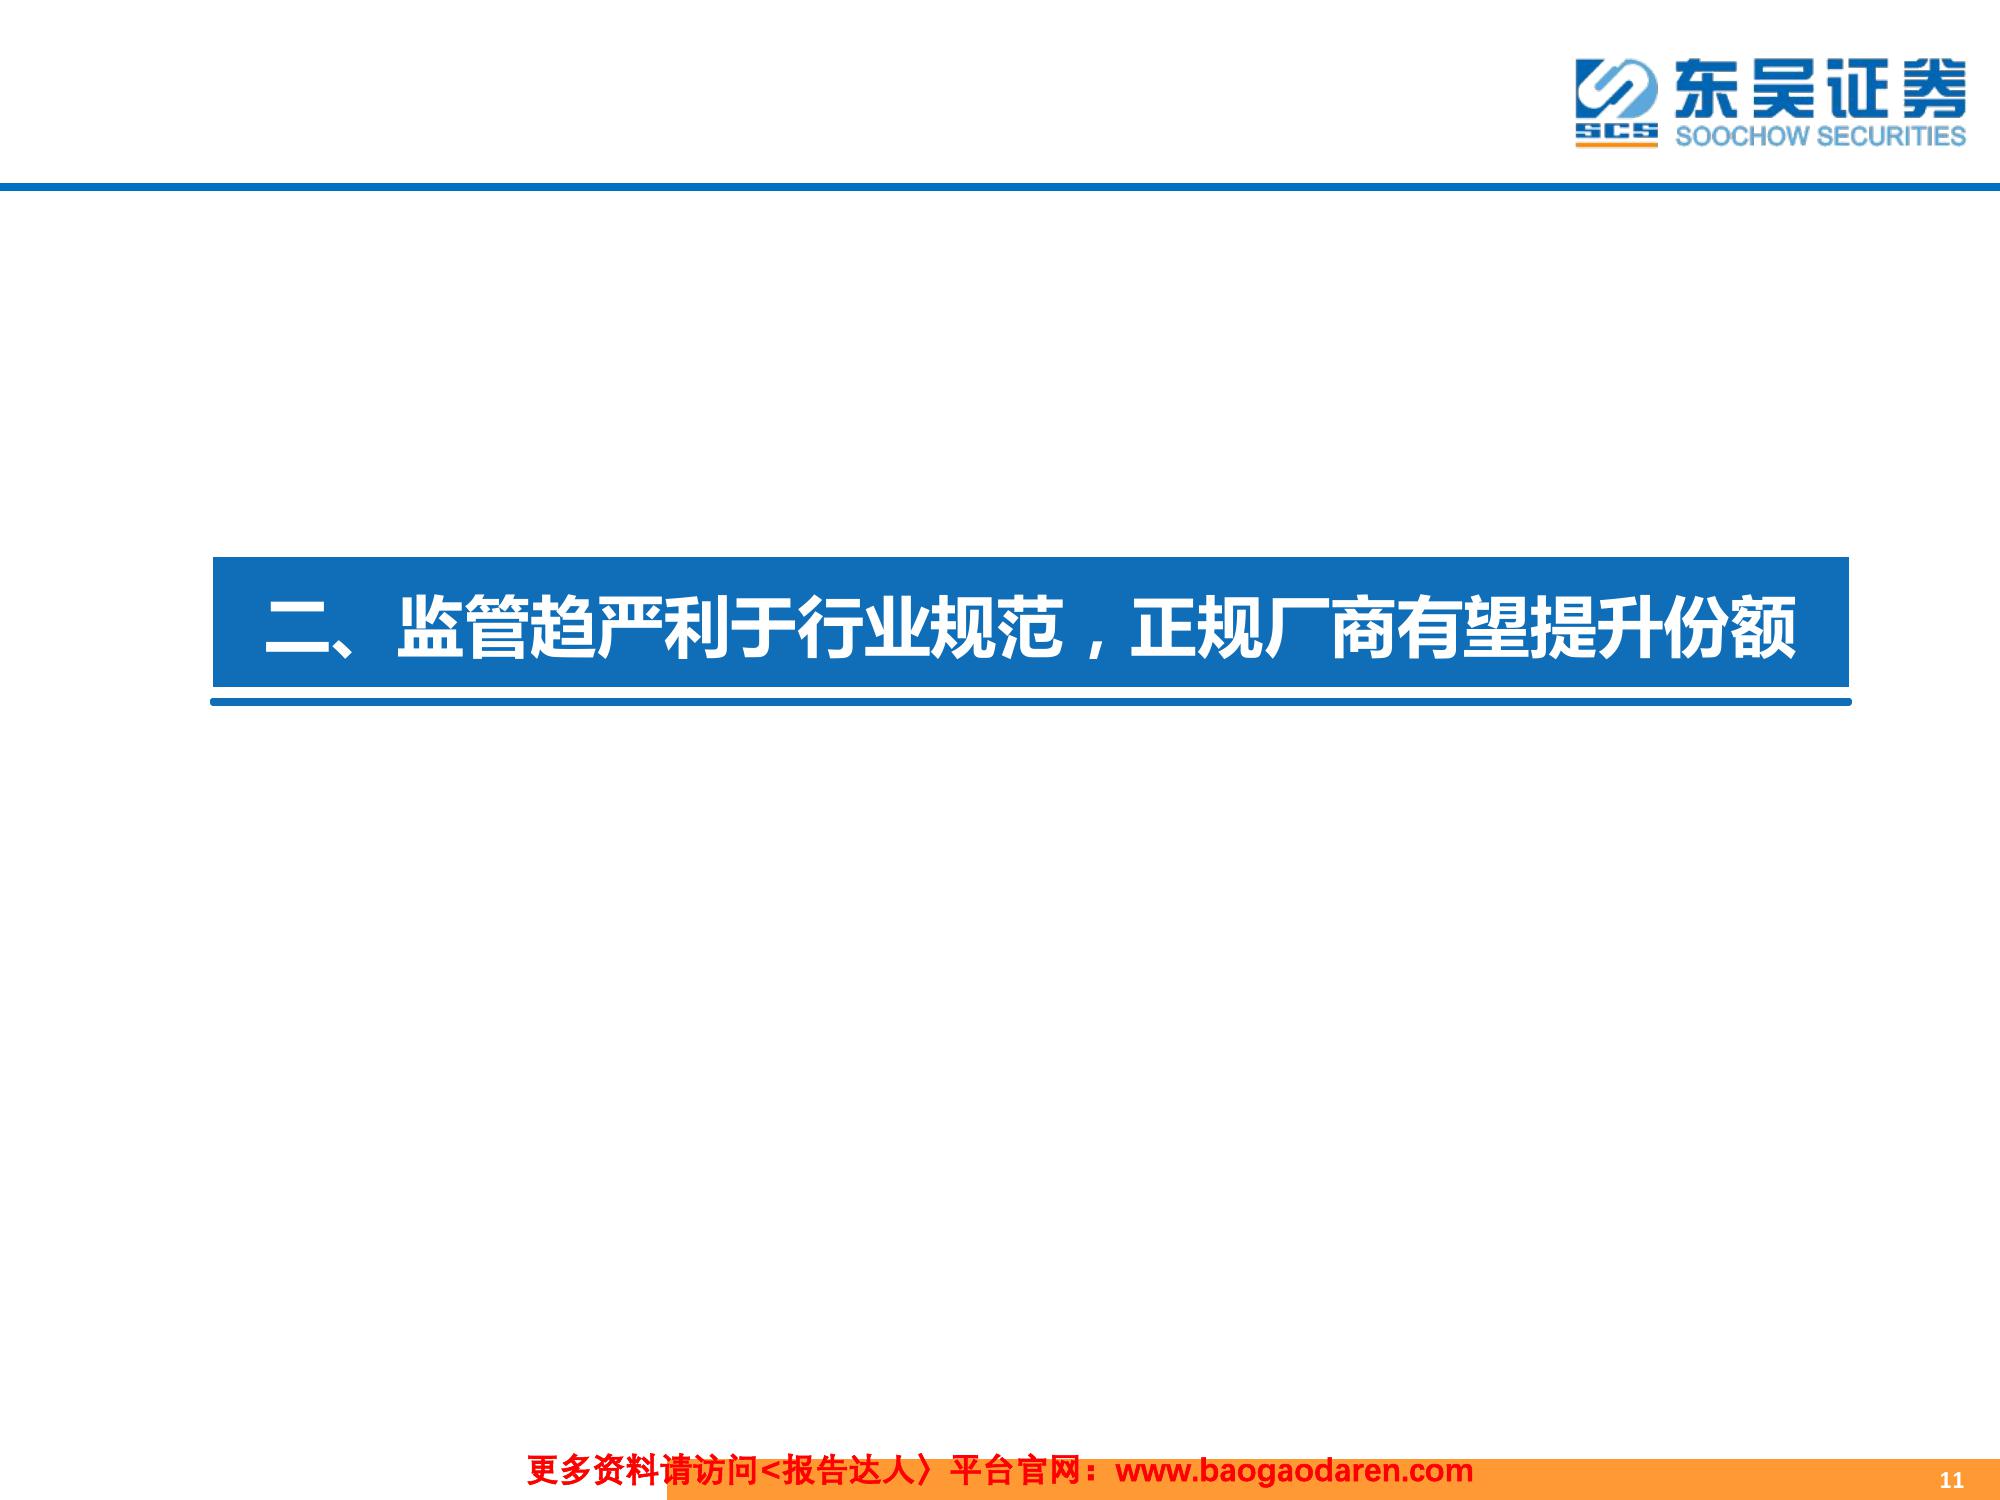 东吴证券
SCS
SOOCHOW SECURITIES
二、监管趋严利于行业规范，正规厂商有望提升份额
更多资料请访问<报告达人〉平台官网：www.baogaodaren.com
11